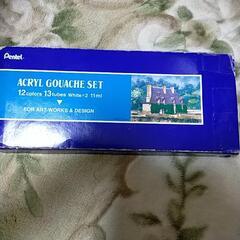 Pentel
ACRYL GOUACHE SET
12 colors 13 tubes White×2 11ml
FOR ART-WORKS & DESIGN